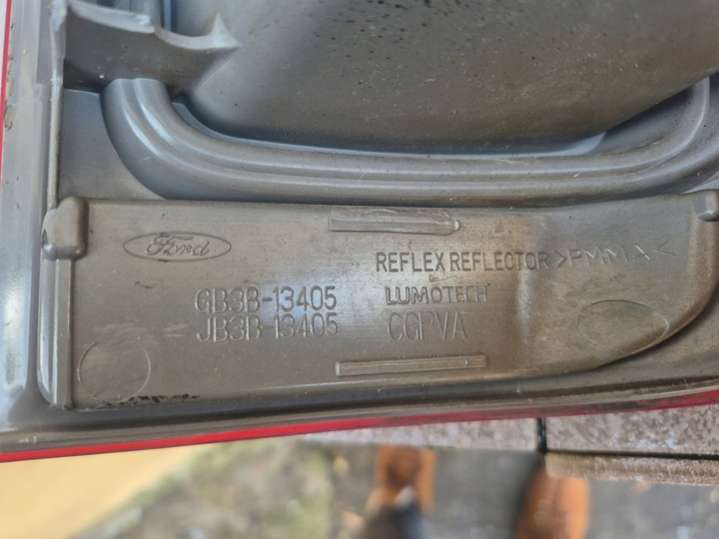 Ford
REFLEX REFLECTOR >PMMA<
GB3B-13405 LUMOTECH
JB3B-13405 CGPVA